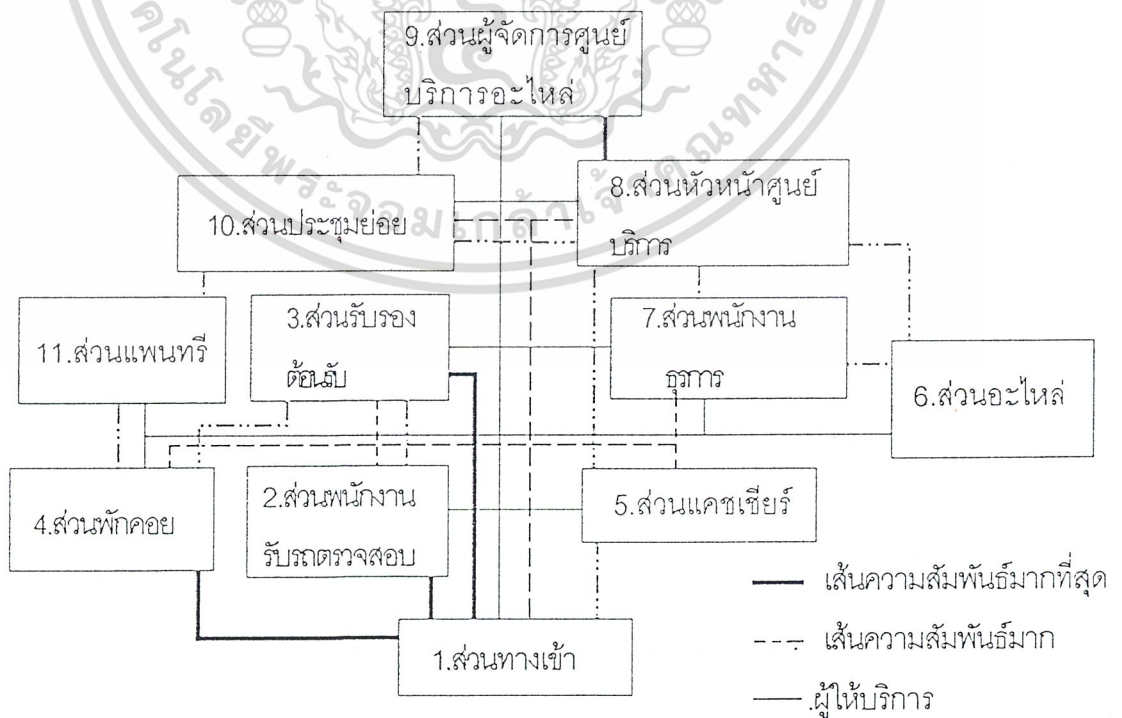 9.ส่วนผู้จัดการศูนย์
บริการอะไหล่
8.ส่วนหัวหน้าศูนย์
บริการ
10.ส่วนประชุมย่อย
3.ส่วนรับรอง
ต้อนรับ
7.ส่วนพนักงาน
ธุรการ
11.ส่วนแพนทรี
6.ส่วนอะไหล่
2.ส่วนพนักงาน
รับรถตรวจสอบ
5.ส่วนแคชเชียร์
4.ส่วนพักคอย
1.ส่วนทางเข้า
เส้นความสัมพันธ์มากที่สุด
เส้นความสัมพันธ์มาก
.ผู้ให้บริการ